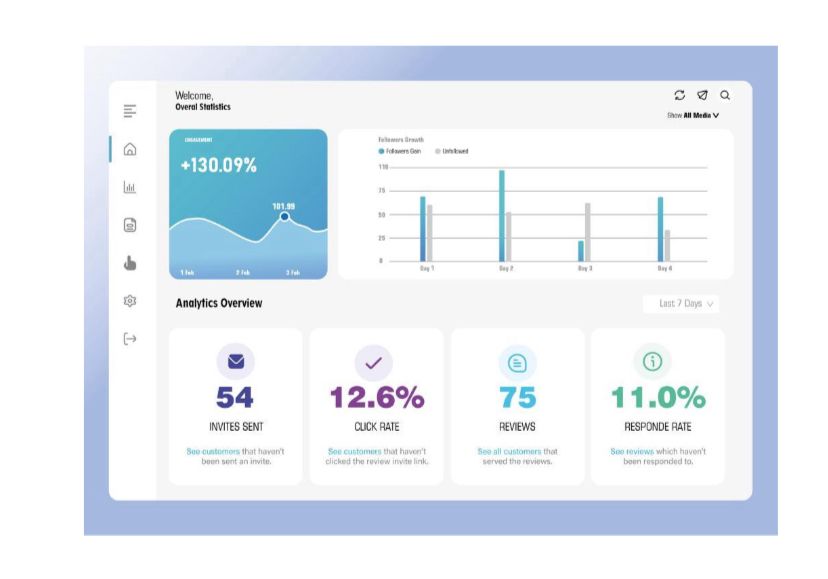 Welcome,
Overal Statistics
Show All Media
ENGAGEMENT
+130.09%
101.99
1 Feb
2 Feb
3 Feb
Followers Growth
Followers Gain
Unfollowed
110
75
50
25
0
Day 1
Day 2
Day 3
Day 4
Analytics Overview
Last 7 Days
54
INVITES SENT
See customers that haven't
been sent an invite.
12.6%
CLICK RATE
See customers that haven't
clicked the review invite link.
75
REVIEWS
See all customers that
served the reviews.
11.0%
RESPONDE RATE
See reviews which haven't
been responded to.